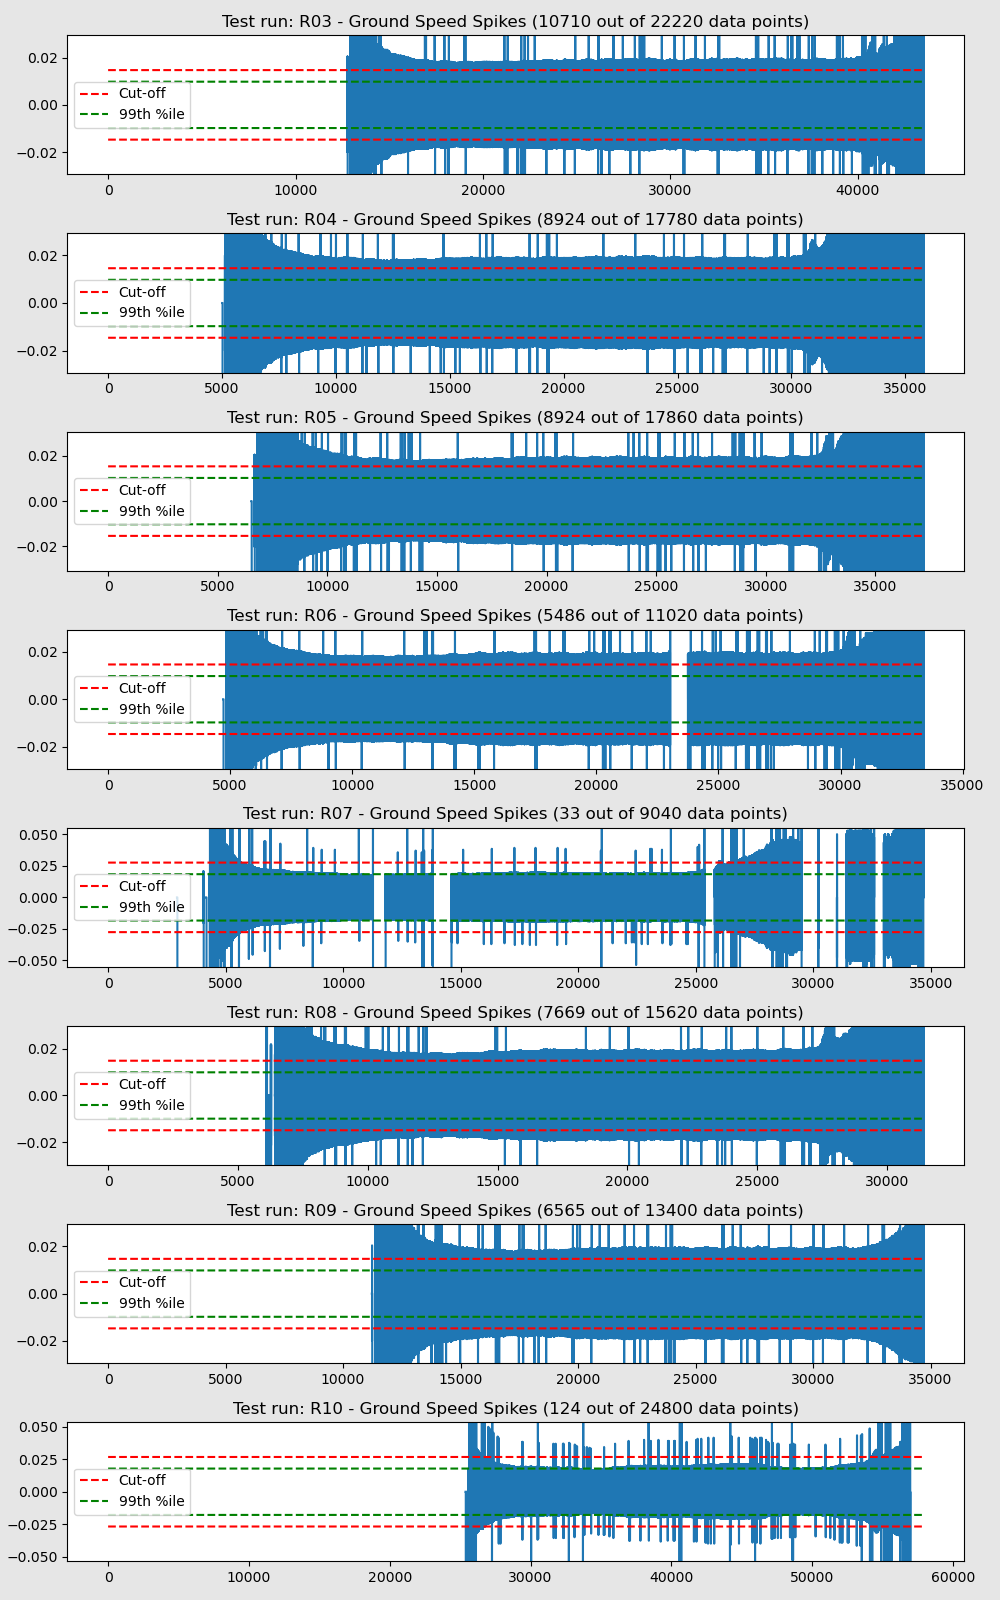 Test run: R03 - Ground Speed Spikes (10710 out of 22220 data points)
0.02
0.00
−0.02
Cut-off
99th %ile
0 10000 20000 30000 40000
Test run: R04 - Ground Speed Spikes (8924 out of 17780 data points)
0.02
0.00
−0.02
Cut-off
99th %ile
0 5000 10000 15000 20000 25000 30000 35000
Test run: R05 - Ground Speed Spikes (8924 out of 17860 data points)
0.02
0.00
−0.02
Cut-off
99th %ile
0 5000 10000 15000 20000 25000 30000 35000
Test run: R06 - Ground Speed Spikes (5486 out of 11020 data points)
0.02
0.00
−0.02
Cut-off
99th %ile
0 5000 10000 15000 20000 25000 30000 35000
Test run: R07 - Ground Speed Spikes (33 out of 9040 data points)
0.050
0.025
0.000
−0.025
−0.050
Cut-off
99th %ile
0 5000 10000 15000 20000 25000 30000 35000
Test run: R08 - Ground Speed Spikes (7669 out of 15620 data points)
0.02
0.00
−0.02
Cut-off
99th %ile
0 5000 10000 15000 20000 25000 30000
Test run: R09 - Ground Speed Spikes (6565 out of 13400 data points)
0.02
0.00
−0.02
Cut-off
99th %ile
0 5000 10000 15000 20000 25000 30000 35000
Test run: R10 - Ground Speed Spikes (124 out of 24800 data points)
0.050
0.025
0.000
−0.025
−0.050
Cut-off
99th %ile
0 10000 20000 30000 40000 50000 60000